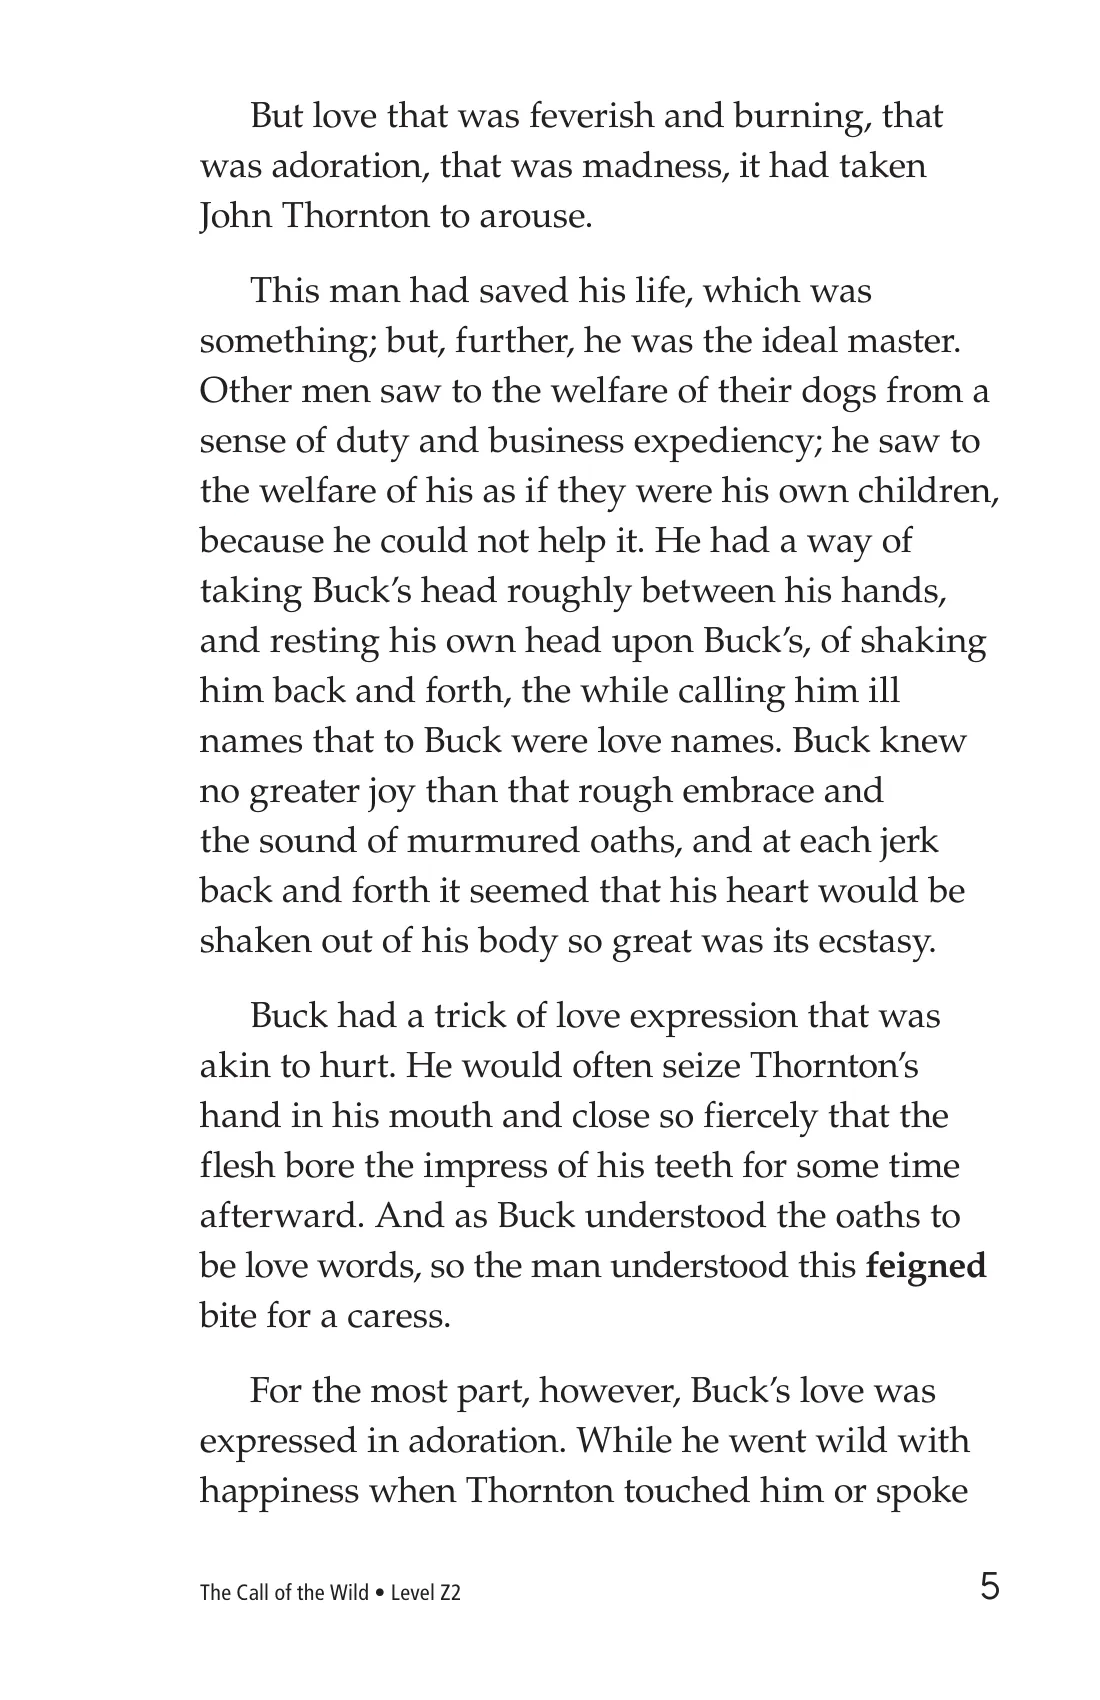 But love that was feverish and burning, that
was adoration, that was madness, it had taken
John Thornton to arouse.
This man had saved his life, which was
something; but, further, he was the ideal master.
Other men saw to the welfare of their dogs from a
sense of duty and business expediency; he saw to
the welfare of his as if they were his own children,
because he could not help it. He had a way of
taking Buck’s head roughly between his hands,
and resting his own head upon Buck’s, of shaking
him back and forth, the while calling him ill
names that to Buck were love names. Buck knew
no greater joy than that rough embrace and
the sound of murmured oaths, and at each jerk
back and forth it seemed that his heart would be
shaken out of his body so great was its ecstasy.
Buck had a trick of love expression that was
akin to hurt. He would often seize Thornton’s
hand in his mouth and close so fiercely that the
flesh bore the impress of his teeth for some time
afterward. And as Buck understood the oaths to
be love words, so the man understood this feigned
bite for a caress.
For the most part, however, Buck’s love was
expressed in adoration. While he went wild with
happiness when Thornton touched him or spoke
The Call of the Wild • Level Z2
5